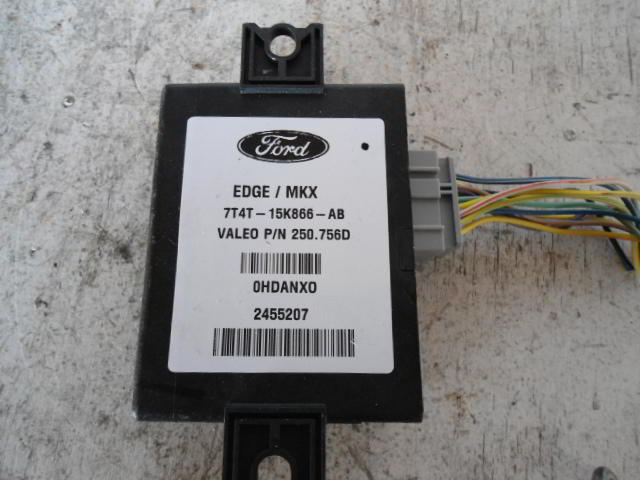 Ford
EDGE / MKX
7T4T-15K866-AB
VALEO P/N 250.756D
0HDANX0
2455207